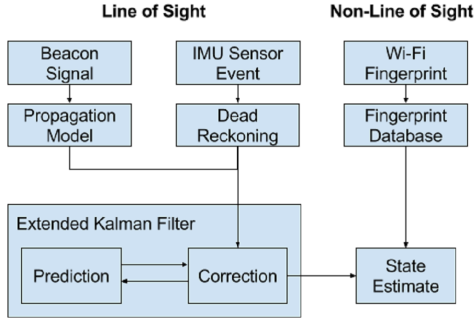 Line of Sight
Non-Line of Sight
Beacon
Signal
IMU Sensor
Event
Wi-Fi
Fingerprint
Propagation
Model
Dead
Reckoning
Fingerprint
Database
Extended Kalman Filter
Prediction
Correction
State
Estimate